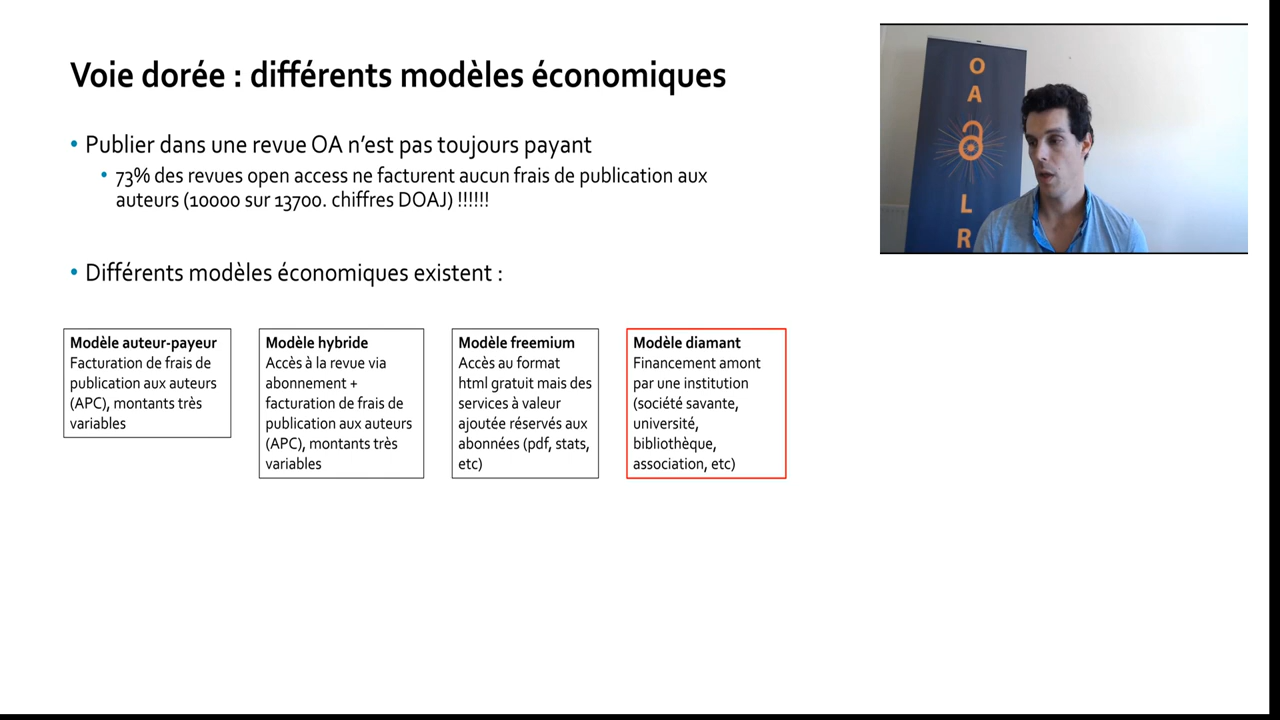 Voie dorée : différents modèles économiques
• Publier dans une revue OA n’est pas toujours payant
• 73% des revues open access ne facturent aucun frais de publication aux
auteurs (10000 sur 13700. chiffres DOAJ) !!!!!!
• Différents modèles économiques existent :
Modèle auteur-payeur
Facturation de frais de
publication aux auteurs
(APC), montants très
variables
Modèle hybride
Accès à la revue via
abonnement +
facturation de frais de
publication aux auteurs
(APC), montants très
variables
Modèle freemium
Accès au format
html gratuit mais des
services à valeur
ajoutée réservés aux
abonnées (pdf, stats,
etc)
Modèle diamant
Financement amont
par une institution
(société savante,
université,
bibliothèque,
association, etc)
O
A
L
R